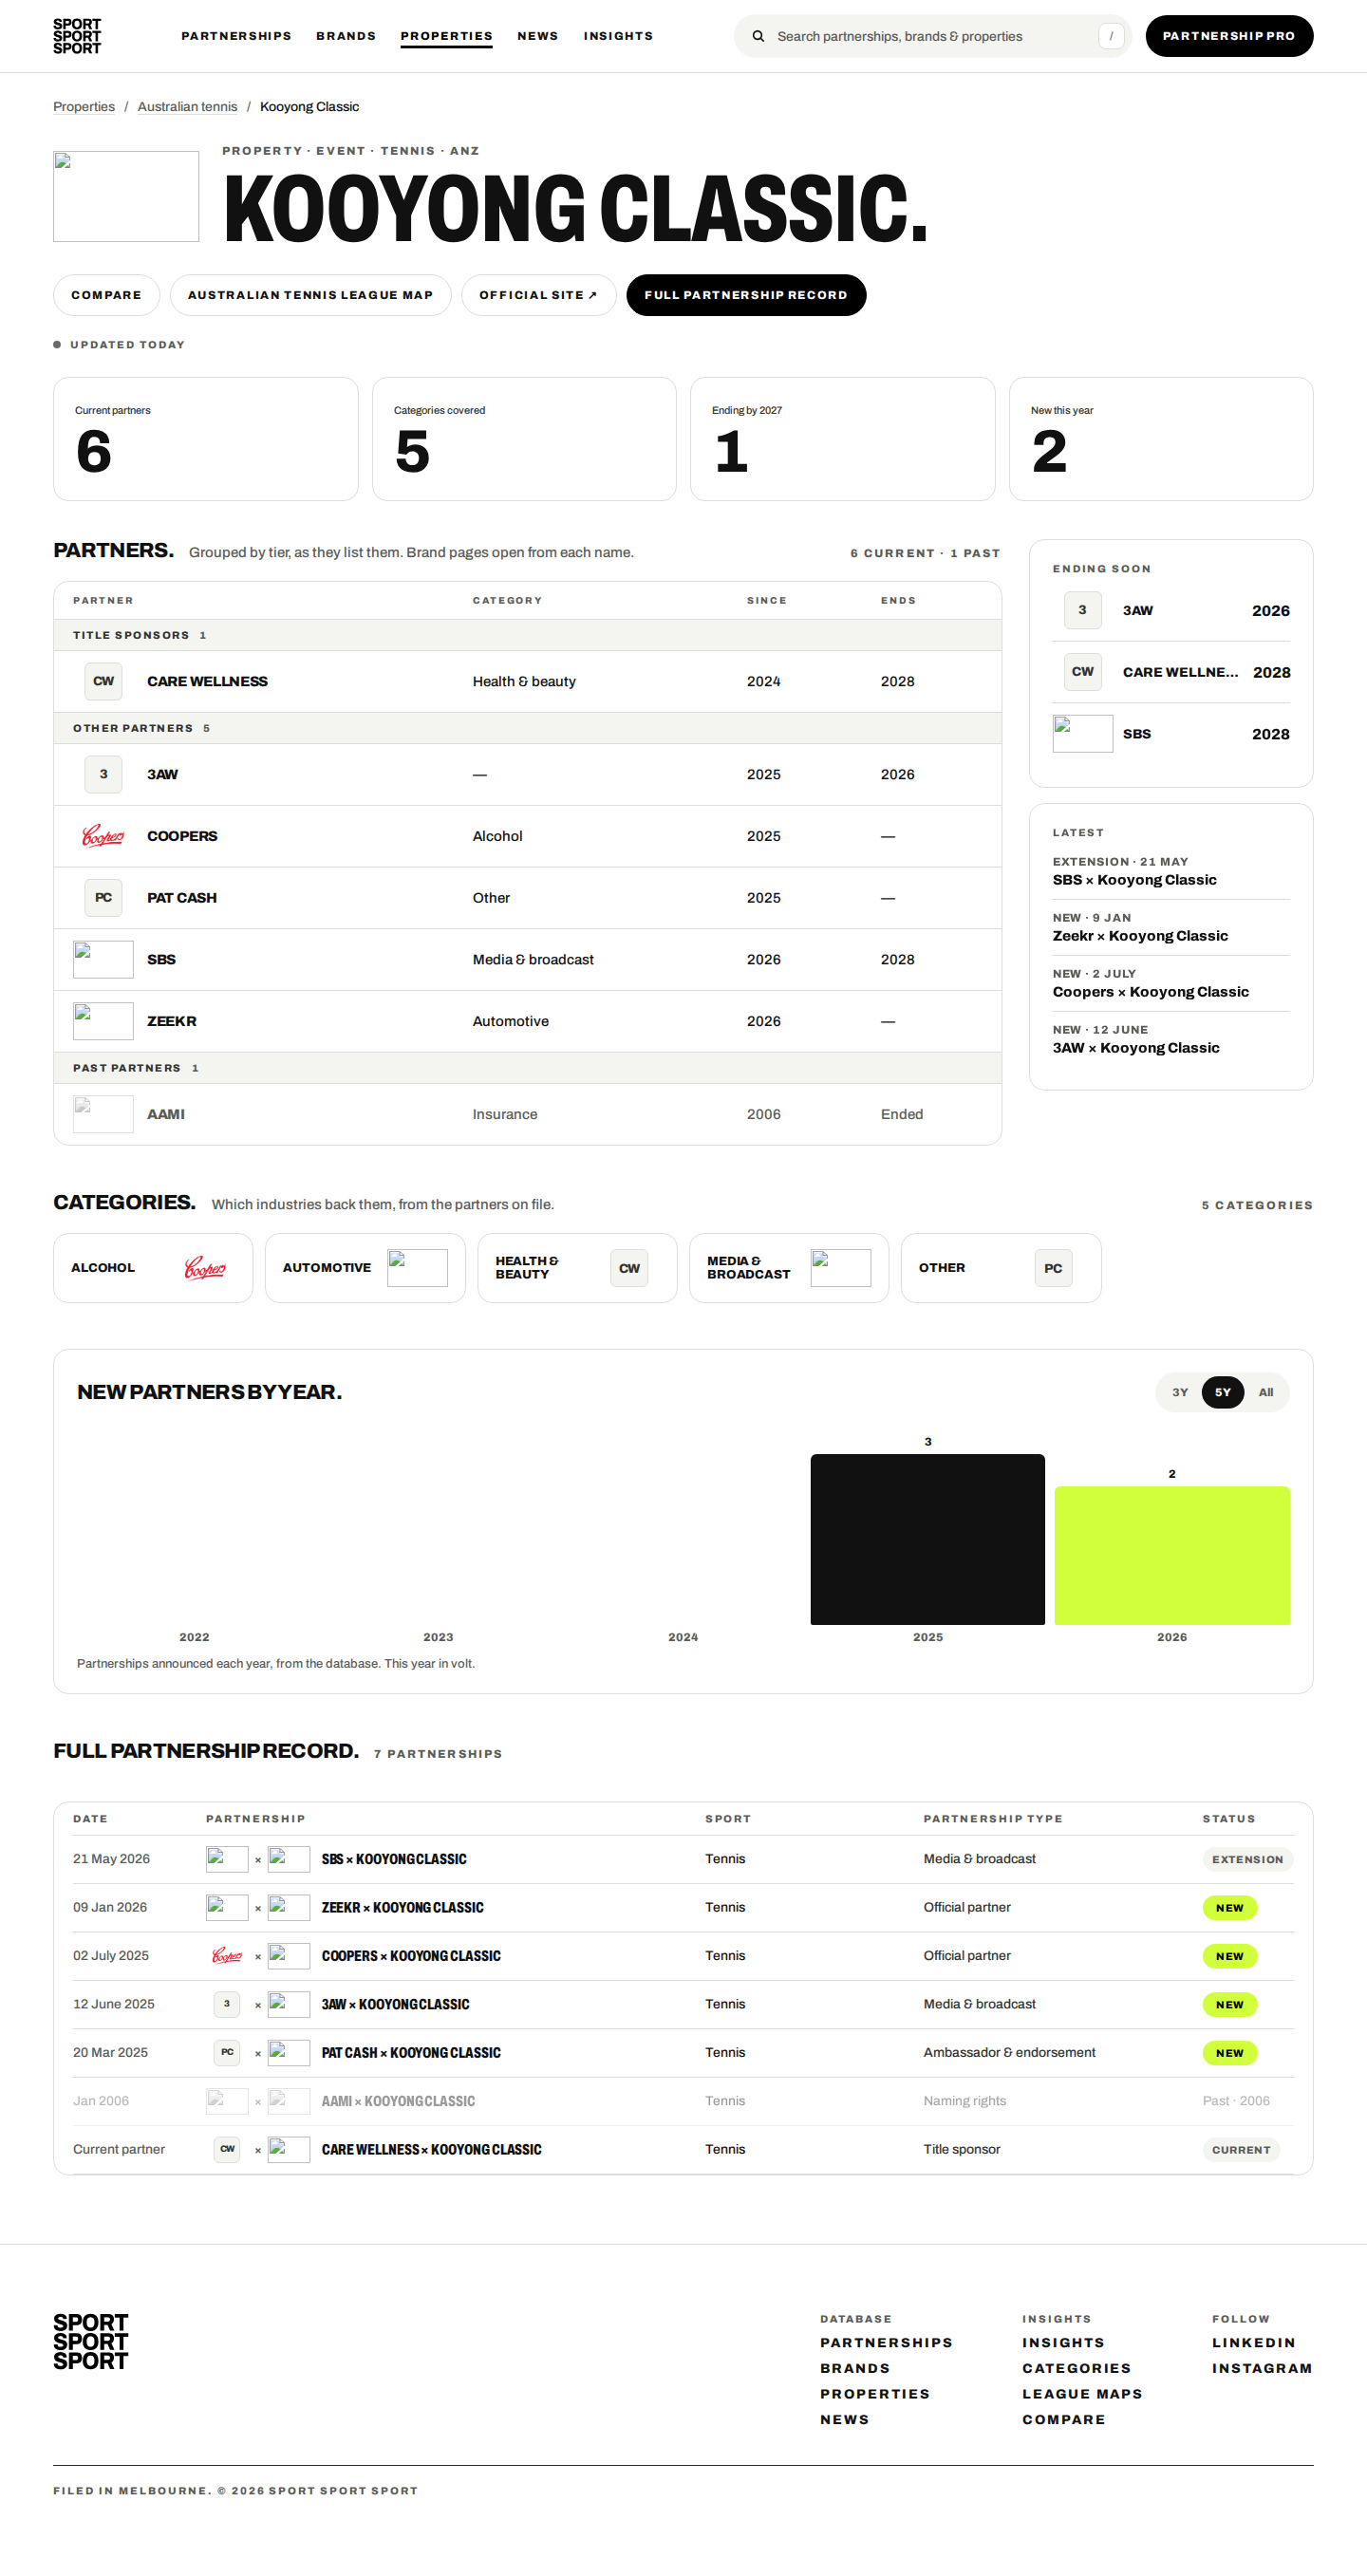 SPORT
SPORT
SPORT
PARTNERSHIPS BRANDS PROPERTIES NEWS INSIGHTS
Search partnerships, brands & properties /
PARTNERSHIP PRO
Properties / Australian tennis / Kooyong Classic
PROPERTY · EVENT · TENNIS · ANZ
KOOYONG CLASSIC.
COMPARE AUSTRALIAN TENNIS LEAGUE MAP OFFICIAL SITE ↗ FULL PARTNERSHIP RECORD
UPDATED TODAY
Current partners
6
Categories covered
5
Ending by 2027
1
New this year
2
PARTNERS. Grouped by tier, as they list them. Brand pages open from each name. 6 CURRENT · 1 PAST
PARTNER CATEGORY SINCE ENDS
TITLE SPONSORS 1
CW CARE WELLNESS Health & beauty 2024 2028
OTHER PARTNERS 5
3 3AW — 2025 2026
Coopers COOPERS Alcohol 2025 —
PC PAT CASH Other 2025 —
SBS Media & broadcast 2026 2028
ZEEKR Automotive 2026 —
PAST PARTNERS 1
AAMI Insurance 2006 Ended
ENDING SOON
3 3AW 2026
CW CARE WELLNE... 2028
SBS 2028
LATEST
EXTENSION · 21 MAY
SBS × Kooyong Classic
NEW · 9 JAN
Zeekr × Kooyong Classic
NEW · 2 JULY
Coopers × Kooyong Classic
NEW · 12 JUNE
3AW × Kooyong Classic
CATEGORIES. Which industries back them, from the partners on file. 5 CATEGORIES
ALCOHOL Coopers
AUTOMOTIVE
HEALTH &
BEAUTY CW
MEDIA &
BROADCAST
OTHER PC
NEW PARTNERS BY YEAR. 3Y 5Y All
3
2
2022 2023 2024 2025 2026
Partnerships announced each year, from the database. This year in volt.
FULL PARTNERSHIP RECORD. 7 PARTNERSHIPS
DATE PARTNERSHIP SPORT PARTNERSHIP TYPE STATUS
21 May 2026 × SBS × KOOYONG CLASSIC Tennis Media & broadcast EXTENSION
09 Jan 2026 × ZEEKR × KOOYONG CLASSIC Tennis Official partner NEW
02 July 2025 Coopers × COOPERS × KOOYONG CLASSIC Tennis Official partner NEW
12 June 2025 3 × 3AW × KOOYONG CLASSIC Tennis Media & broadcast NEW
20 Mar 2025 PC × PAT CASH × KOOYONG CLASSIC Tennis Ambassador & endorsement NEW
Jan 2006 × AAMI × KOOYONG CLASSIC Tennis Naming rights Past · 2006
Current partner CW × CARE WELLNESS × KOOYONG CLASSIC Tennis Title sponsor CURRENT
SPORT
SPORT
SPORT
DATABASE
PARTNERSHIPS
BRANDS
PROPERTIES
NEWS
INSIGHTS
INSIGHTS
CATEGORIES
LEAGUE MAPS
COMPARE
FOLLOW
LINKEDIN
INSTAGRAM
FILED IN MELBOURNE. © 2026 SPORT SPORT SPORT